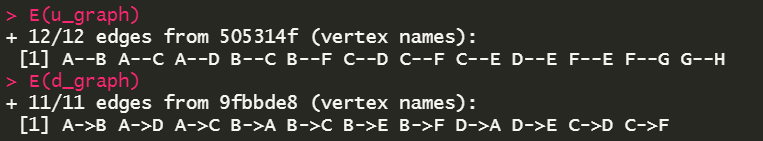 > E(u_graph)
+ 12/12 edges from 505314f (vertex names):
 [1] A--B A--C A--D B--C B--F C--D C--F C--E D--E F--E F--G G--H
> E(d_graph)
+ 11/11 edges from 9fbbde8 (vertex names):
 [1] A->B A->D A->C B->A B->C B->E B->F D->A D->E C->D C->F